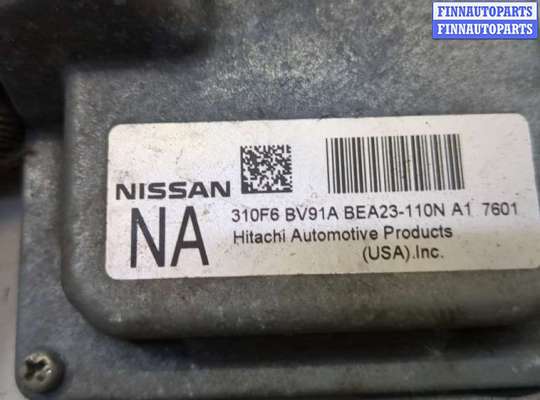 FINNAUTOPARTS
FINNAUTOPARTS
NISSAN
NA
310F6 BV91A BEA23-110N A1 7601
Hitachi Automotive Products
(USA).Inc.